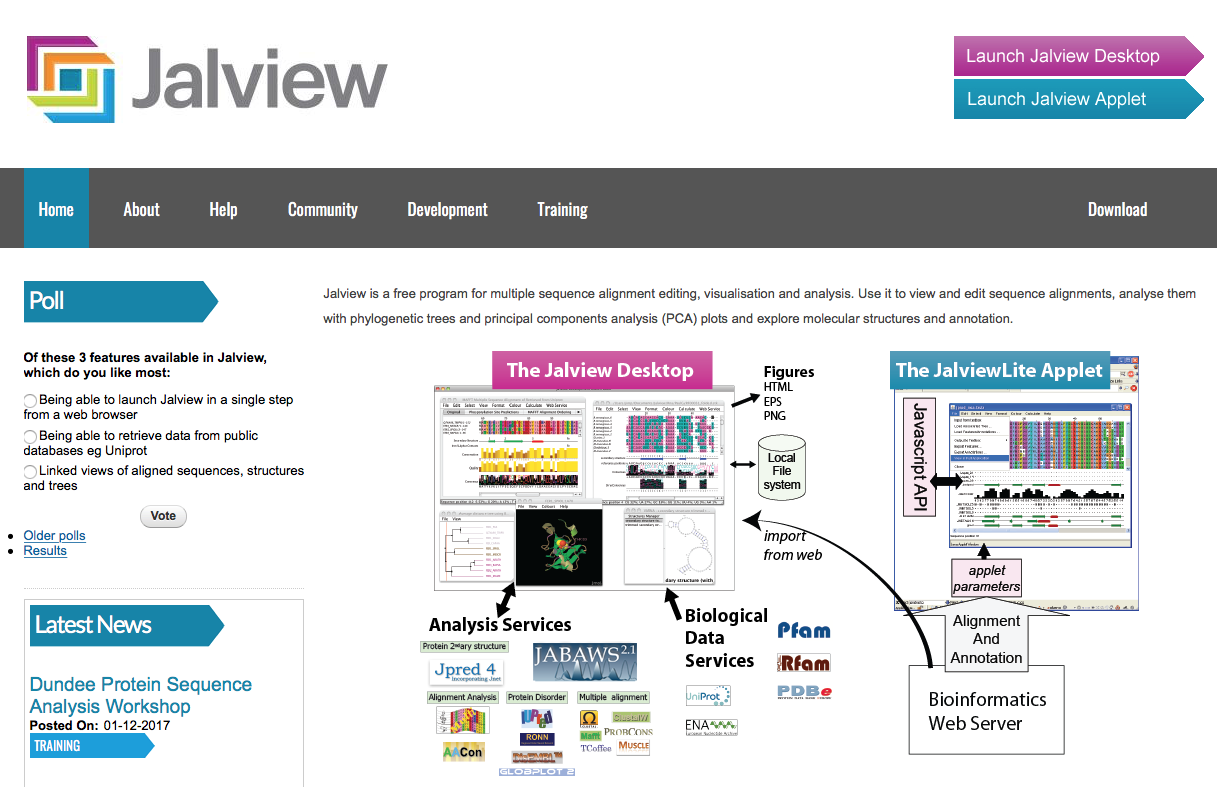 Jalview
Launch Jalview Desktop
Launch Jalview Applet
Home
About
Help
Community
Development
Training
Download
Poll
Of these 3 features available in Jalview,
which do you like most:
Being able to launch Jalview in a single step
from a web browser
Being able to retrieve data from public
databases eg Uniprot
Linked views of aligned sequences, structures
and trees
Vote
Older polls
Results
Latest News
Dundee Protein Sequence
Analysis Workshop
Posted On: 01-12-2017
TRAINING
Jalview is a free program for multiple sequence alignment editing, visualisation and analysis. Use it to view and edit sequence alignments, analyse them
with phylogenetic trees and principal components analysis (PCA) plots and explore molecular structures and annotation.
The Jalview Desktop
Figures
HTML
EPS
PNG
Local
File
system
import
from web
Analysis Services
Protein 2ndary structure
Jpred 4
Incorporating Jnet
JABAWS 2.1
Alignment Analysis
Protein Disorder
Multiple alignment
AACon
IUPred
RONN
GLOBPLOT 2
ClustalW
PROBCONS
Mafft
TCoffee
MUSCLE
Biological
Data
Services
UniProt
ENA
European Nucleotide Archive
Pfam
Rfam
PDBe
The JalviewLite Applet
Javascript API
applet
parameters
Alignment
And
Annotation
Bioinformatics
Web Server